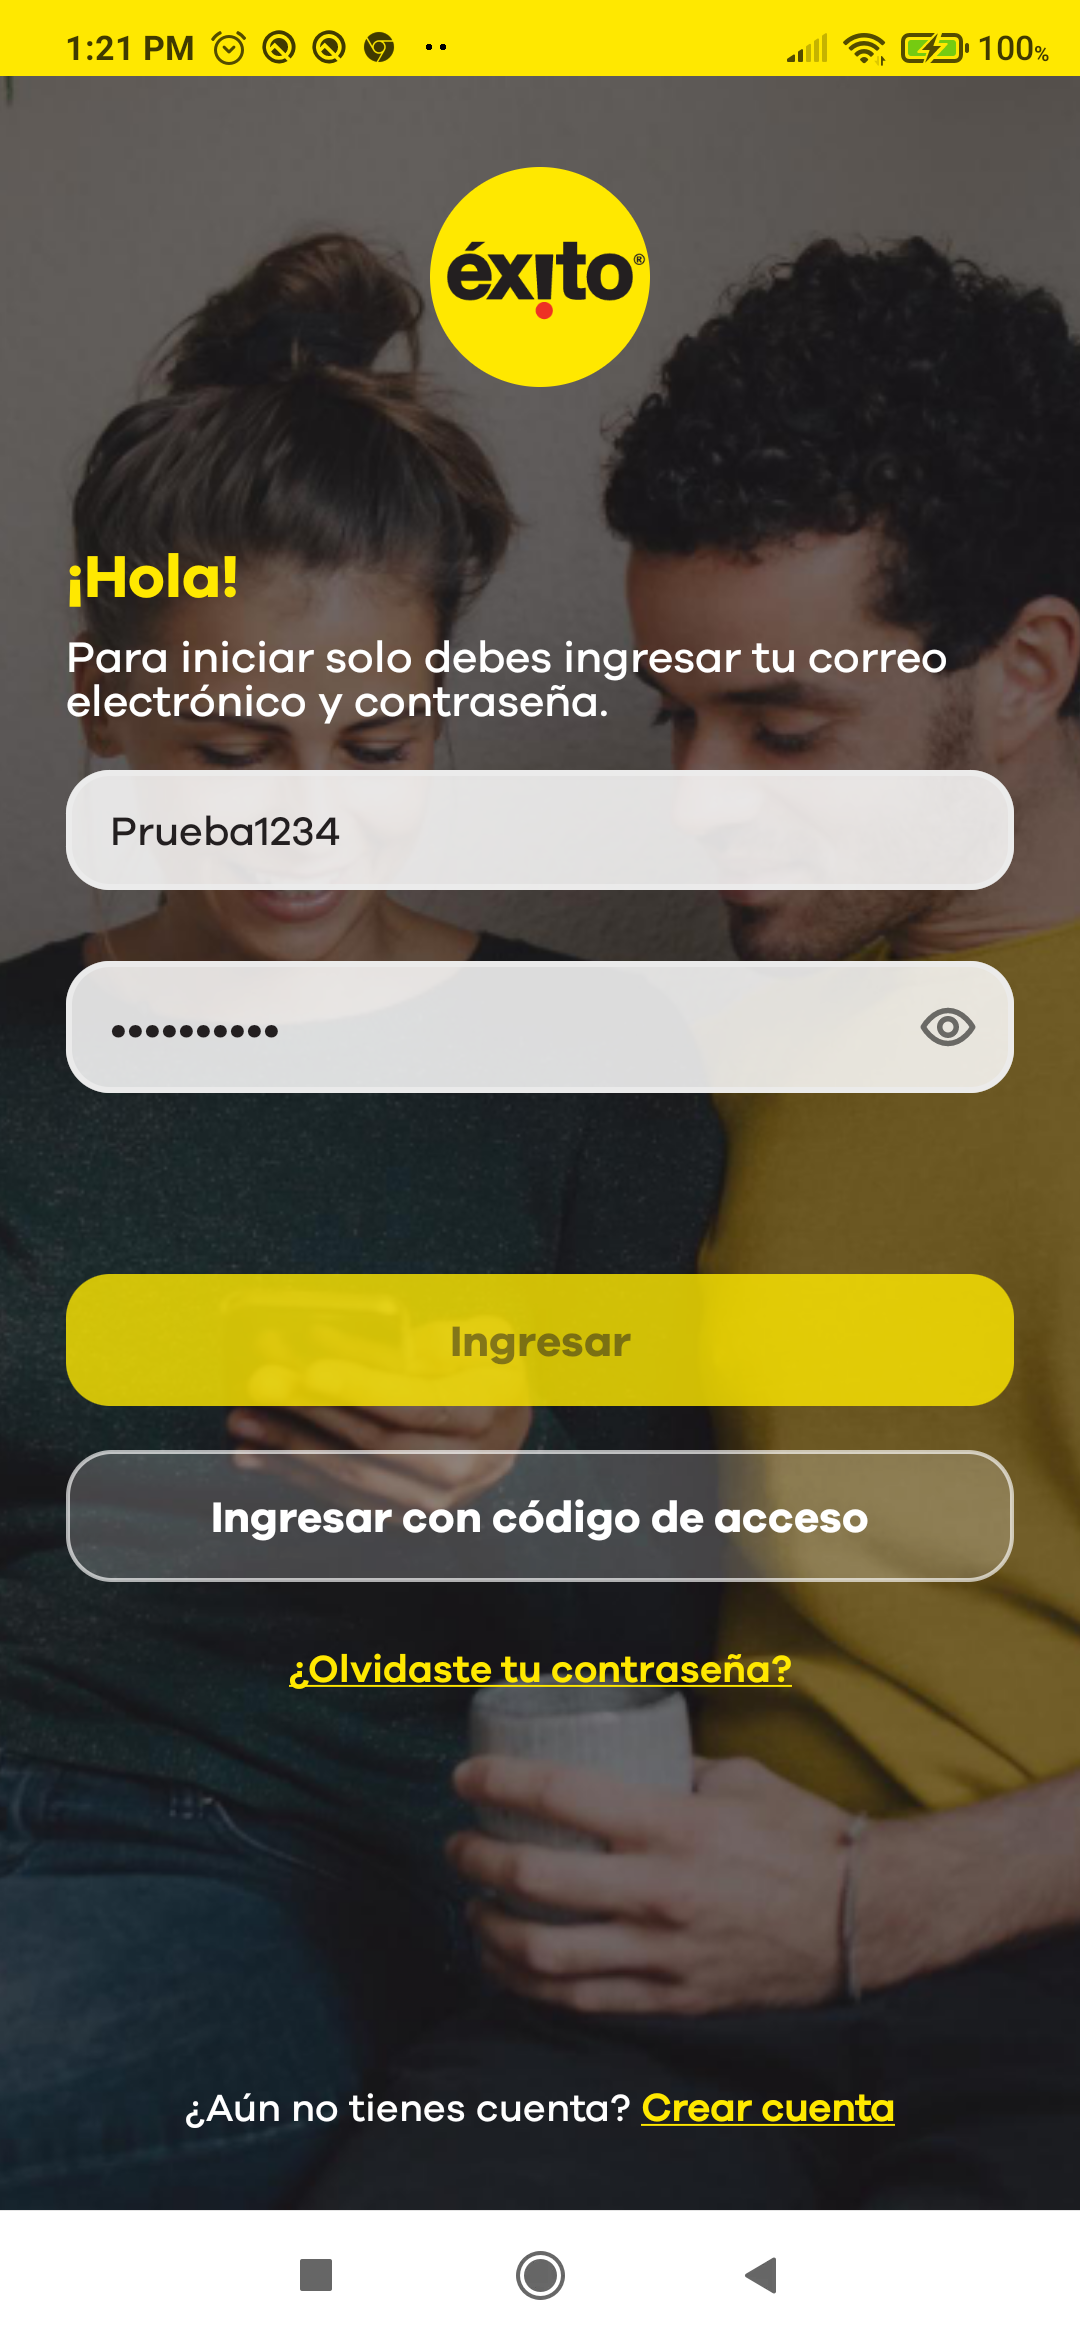 1:21 PM
100%
éxito®
¡Hola!
Para iniciar solo debes ingresar tu correo
electrónico y contraseña.
Prueba1234
••••••••••
Ingresar
Ingresar con código de acceso
¿Olvidaste tu contraseña?
¿Aún no tienes cuenta? Crear cuenta